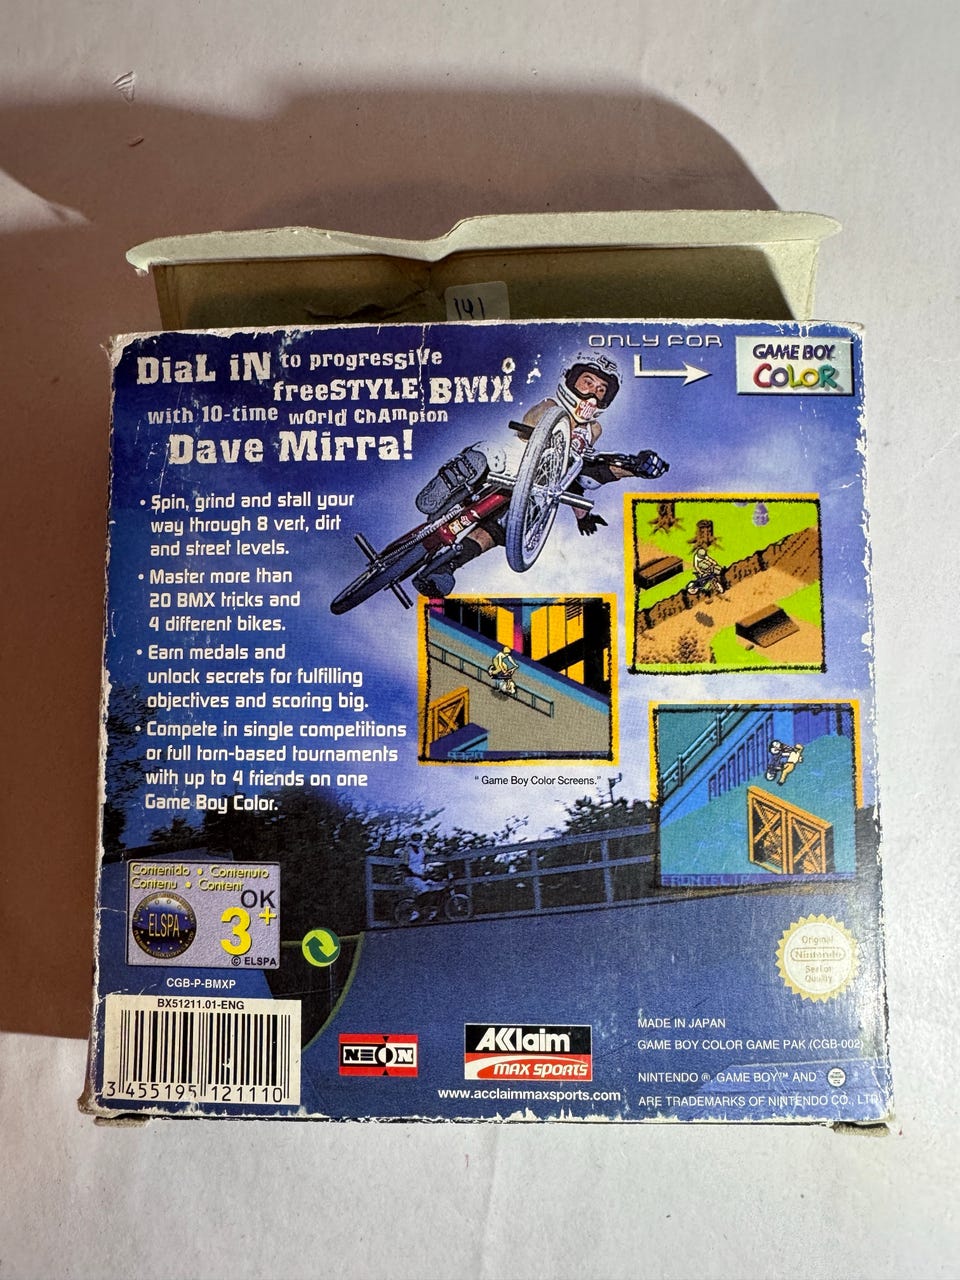 141
ONLY FOR
GAME BOY
COLOR
DiaL iN to progressive
freeSTYLE BMX
with 10-time world ChAmpion
Dave Mirra!
• Spin, grind and stall your
way through 8 vert, dirt
and street levels.
• Master more than
20 BMX tricks and
4 different bikes.
• Earn medals and
unlock secrets for fulfilling
objectives and scoring big.
• Compete in single competitions
or full torn-based tournaments
with up to 4 friends on one
Game Boy Color.
" Game Boy Color Screens."
Contenido • Contenuto
Contenu • Content
OK
3+
ELSPA
© ELSPA
CGB-P-BMXP
BX51211.01-ENG
3 455195 121110
NEON
AKKlaim
MAX SPORTS
www.acclaimmaxsports.com
Original
Nintendo
Seal of
Quality
MADE IN JAPAN
GAME BOY COLOR GAME PAK (CGB-002)
NINTENDO ®, GAME BOY™ AND
ARE TRADEMARKS OF NINTENDO CO., LTD